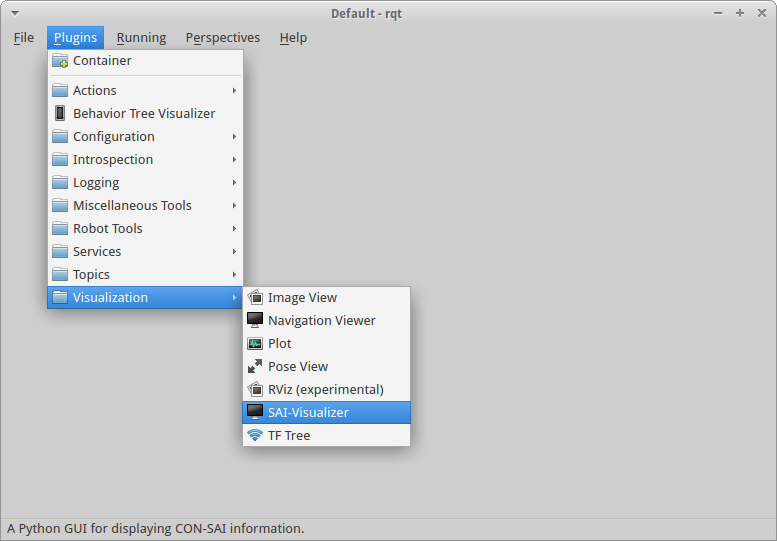 Default - rqt
File Plugins Running Perspectives Help
Container
Actions
Behavior Tree Visualizer
Configuration
Introspection
Logging
Miscellaneous Tools
Robot Tools
Services
Topics
Visualization
Image View
Navigation Viewer
Plot
Pose View
RViz (experimental)
SAI-Visualizer
TF Tree
A Python GUI for displaying CON-SAI information.